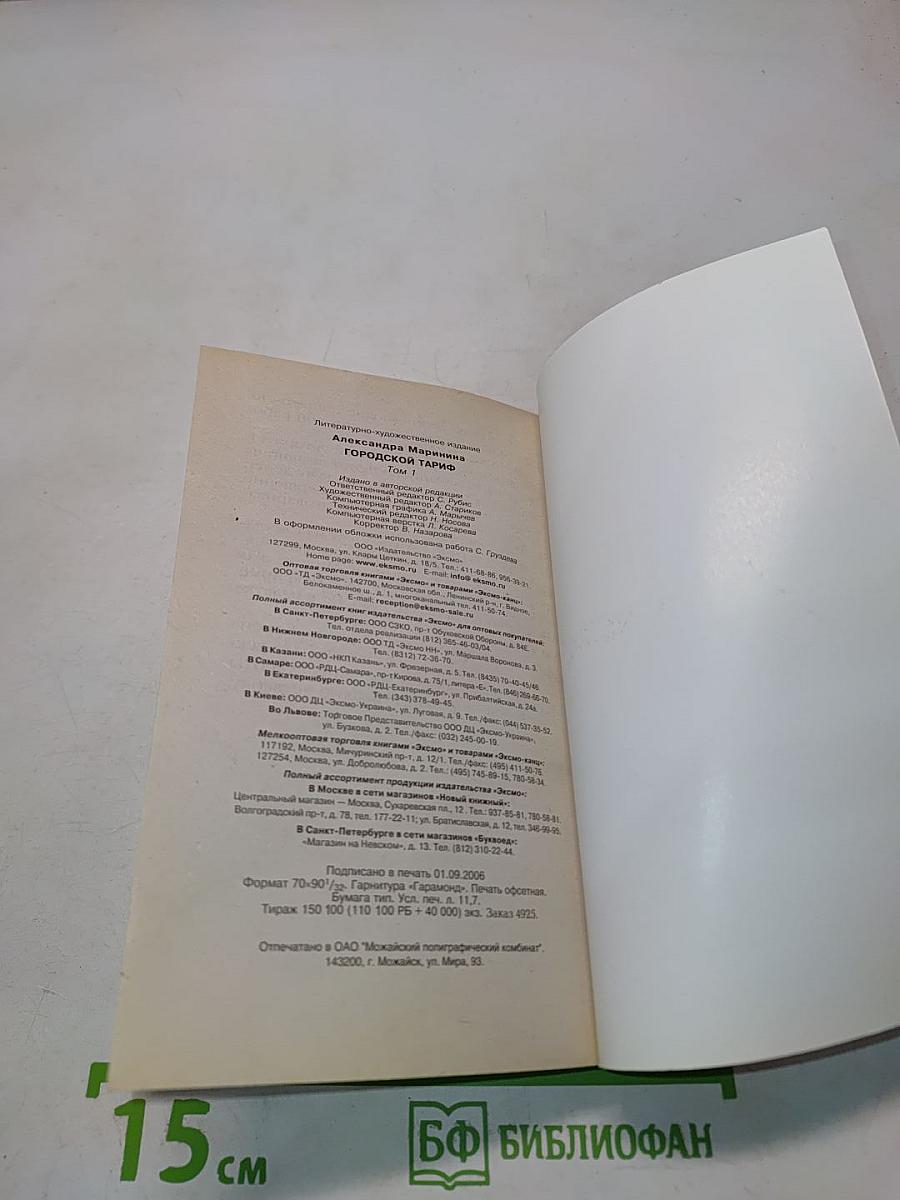 Литературно-художественное издание
Александра Маринина
ГОРОДСКОЙ ТАРИФ
Том 1
Издано в авторской редакции
Ответственный редактор С. Рубис
Художественный редактор А. Стариков
Компьютерная графика А. Марычев
Технический редактор Н. Носова
Компьютерная верстка Л. Косарева
Корректор В. Назарова
В оформлении обложки использована работа С. Груздева
ООО «Издательство «Эксмо»
127299, Москва, ул. Клары Цеткин, д. 18/5. Тел.: 411-68-86, 956-39-21.
Home page: www.eksmo.ru E-mail: info@eksmo.ru
Оптовая торговля книгами «Эксмо» и товарами «Эксмо-канц»:
ООО «ТД «Эксмо». 142700, Московская обл., Ленинский р-н, г. Видное,
Белокаменное ш., д. 1, многоканальный тел. 411-50-74.
E-mail: reception@eksmo-sale.ru
Полный ассортимент книг издательства «Эксмо» для оптовых покупателей:
В Санкт-Петербурге: ООО СЗКО, пр-т Обуховской Обороны, д. 84Е.
Тел. отдела реализации (812) 365-46-03/04.
В Нижнем Новгороде: ООО ТД «Эксмо НН», ул. Маршала Воронова, д. 3.
Тел. (8312) 72-36-70.
В Казани: ООО «НКП Казань», ул. Фрезерная, д. 5. Тел. (8435) 70-40-45/46.
В Самаре: ООО «РДЦ-Самара», пр-т Кирова, д. 75/1, литера «Е». Тел. (846) 269-66-70.
В Екатеринбурге: ООО «РДЦ-Екатеринбург», ул. Прибалтийская, д. 24а.
Тел. (343) 378-49-45.
В Киеве: ООО ДЦ «Эксмо-Украина», ул. Луговая, д. 9. Тел./факс: (044) 537-35-52.
Во Львове: Торговое Представительство ООО ДЦ «Эксмо-Украина»,
ул. Бузкова, д. 2. Тел./факс: (032) 245-00-19.
Мелкооптовая торговля книгами «Эксмо» и товарами «Эксмо-канц»:
117192, Москва, Мичуринский пр-т, д. 12/1. Тел./факс: (495) 411-50-76.
127254, Москва, ул. Добролюбова, д. 2. Тел.: (495) 745-89-15, 780-58-34.
Полный ассортимент продукции издательства «Эксмо»:
В Москве в сети магазинов «Новый книжный»:
Центральный магазин — Москва, Сухаревская пл., 12 . Тел.: 937-85-81, 780-58-81.
Волгоградский пр-т, д. 78, тел. 177-22-11; ул. Братиславская, д. 12, тел. 346-99-95.
В Санкт-Петербурге в сети магазинов «Буквоед»:
«Магазин на Невском», д. 13. Тел. (812) 310-22-44.
Подписано в печать 01.09.2006
Формат 70×90¹/₃₂. Гарнитура «Гарамонд». Печать офсетная.
Бумага тип. Усл. печ. л. 11,7.
Тираж 150 100 (110 100 РБ + 40 000) экз. Заказ 4925.
Отпечатано в ОАО "Можайский полиграфический комбинат".
143200, г. Можайск, ул. Мира, 93.
15 см
БФ БИБЛИОФАН